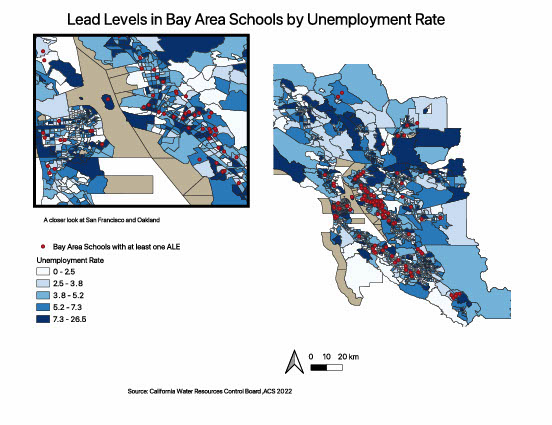 Lead Levels in Bay Area Schools by Unemployment Rate
A closer look at San Francisco and Oakland
Bay Area Schools with at least one ALE
Unemployment Rate
0 - 2.5
2.5 - 3.8
3.8 - 5.2
5.2 - 7.3
7.3 - 26.5
0 10 20 km
Source: California Water Resources Control Board ,ACS 2022